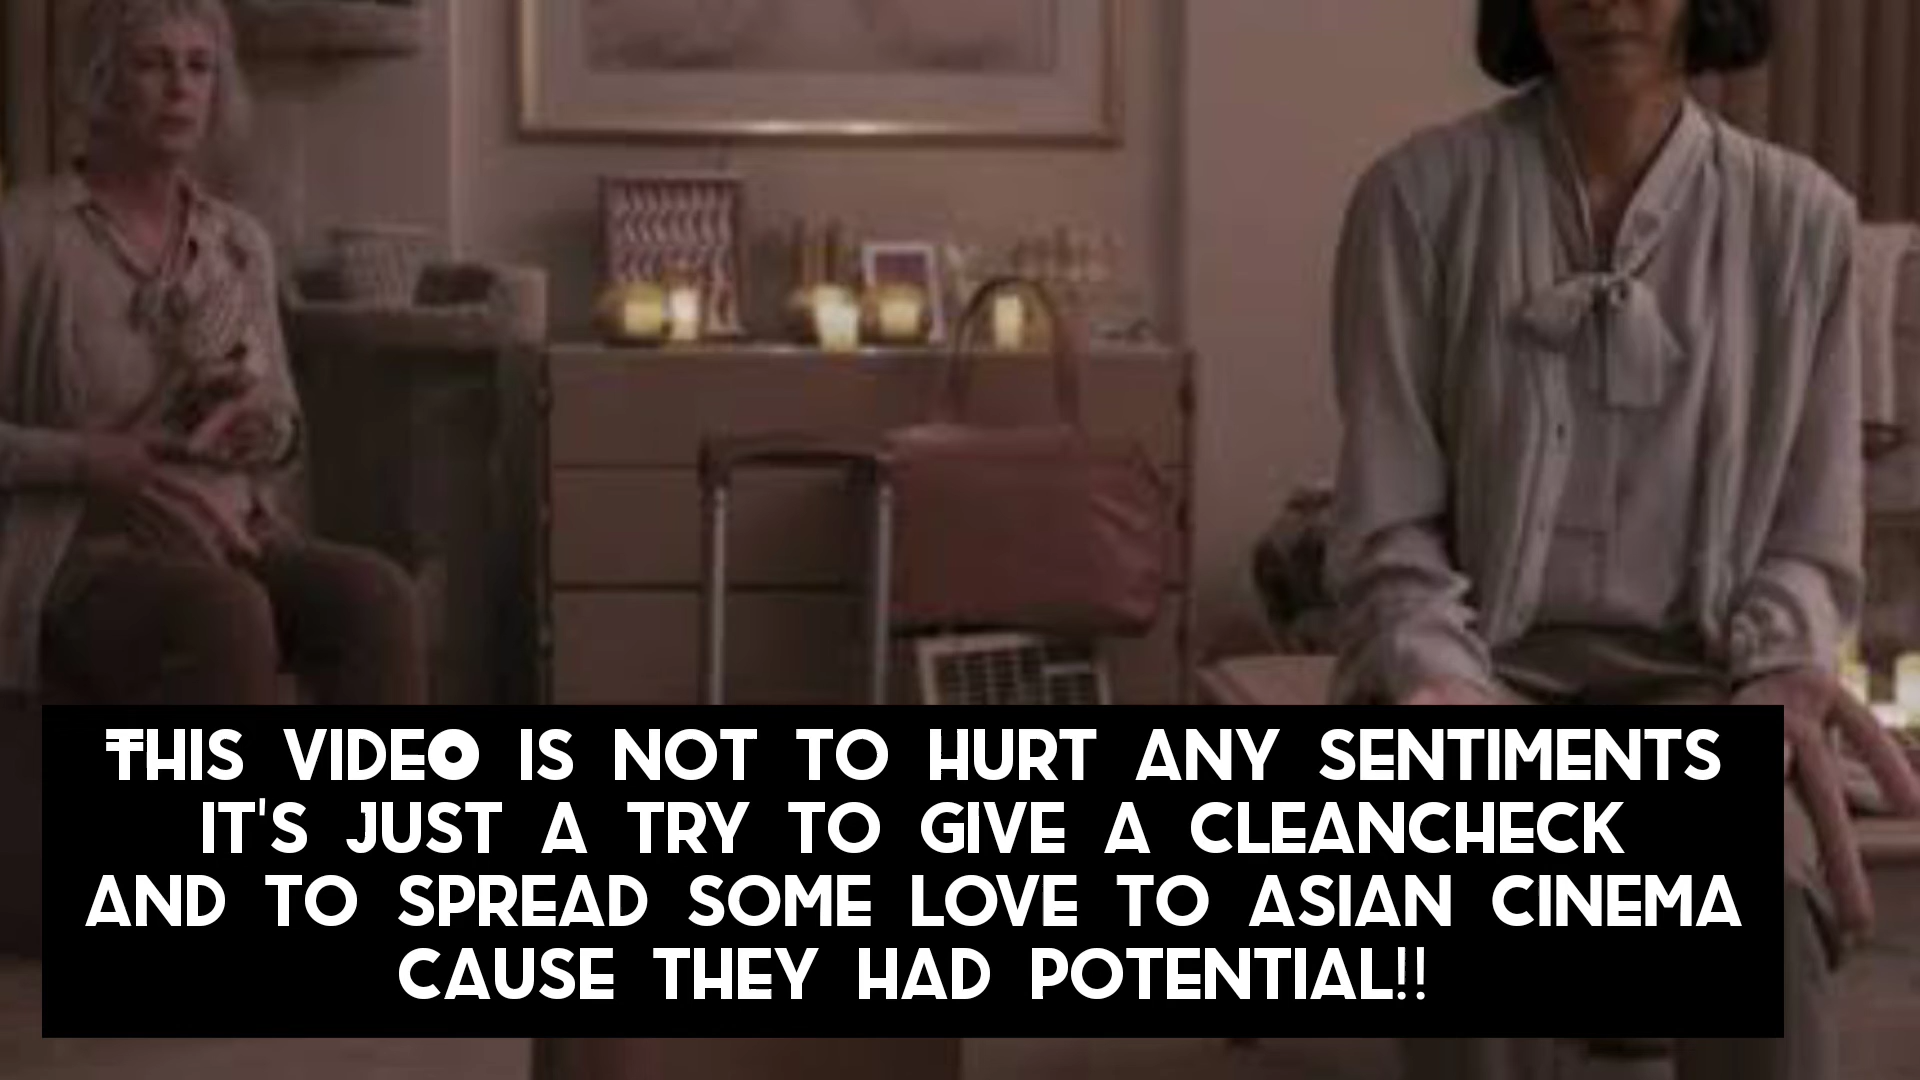 THIS VIDEO IS NOT TO HURT ANY SENTIMENTS
IT'S JUST A TRY TO GIVE A CLEANCHECK
AND TO SPREAD SOME LOVE TO ASIAN CINEMA
CAUSE THEY HAD POTENTIAL!!